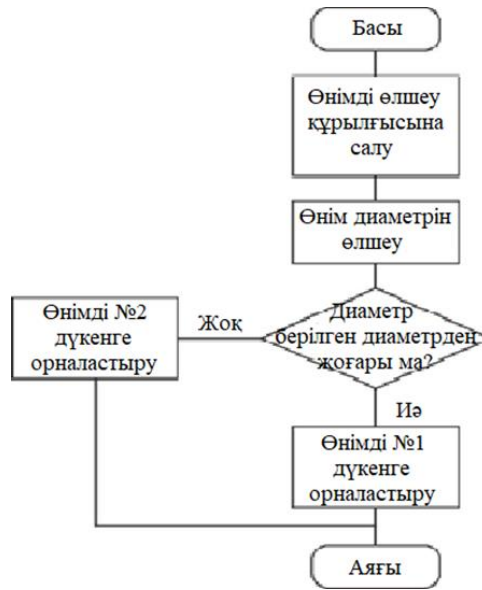 Басы
Өнімді өлшеу
құрылғысына
салу
Өнім диаметрін
өлшеу
Диаметр
берілген диаметрден
жоғары ма?
Жоқ
Өнімді №2
дүкенге
орналастыру
Иә
Өнімді №1
дүкенге
орналастыру
Аяғы